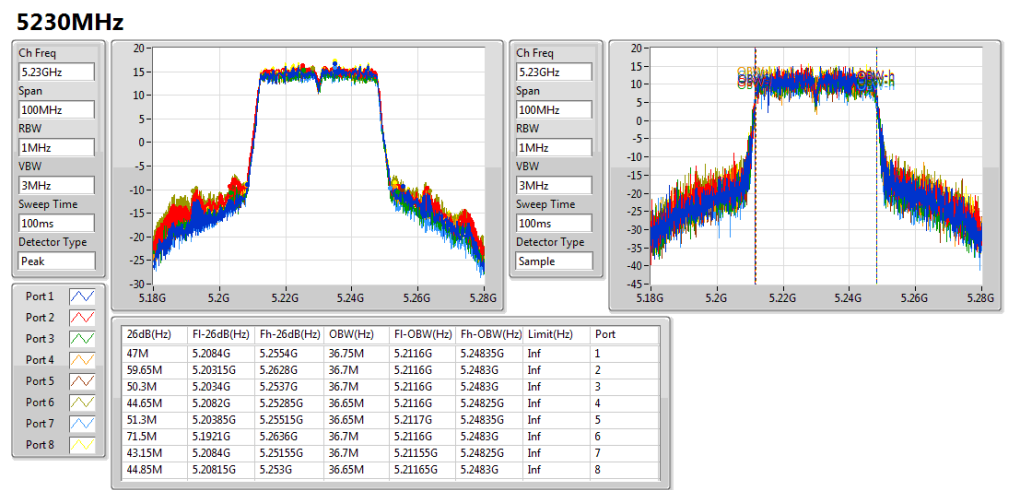 5230MHz
Ch Freq
5.23GHz
Span
100MHz
RBW
1MHz
VBW
3MHz
Sweep Time
100ms
Detector Type
Peak
20
15
10
5
0
-5
-10
-15
-20
-25
-30
5.18G 5.2G 5.22G 5.24G 5.26G 5.28G
Ch Freq
5.23GHz
Span
100MHz
RBW
1MHz
VBW
3MHz
Sweep Time
100ms
Detector Type
Sample
20
15
10
5
0
-5
-10
-15
-20
-25
-30
-35
-40
-45
5.18G 5.2G 5.22G 5.24G 5.26G 5.28G
Port 1
Port 2
Port 3
Port 4
Port 5
Port 6
Port 7
Port 8
26dB(Hz) Fl-26dB(Hz) Fh-26dB(Hz) OBW(Hz) Fl-OBW(Hz) Fh-OBW(Hz) Limit(Hz) Port
47M 5.2084G 5.2554G 36.75M 5.2116G 5.24835G Inf 1
59.65M 5.20315G 5.2628G 36.7M 5.2116G 5.2483G Inf 2
50.3M 5.2034G 5.2537G 36.7M 5.2116G 5.2483G Inf 3
44.65M 5.2082G 5.25285G 36.65M 5.2116G 5.24825G Inf 4
51.3M 5.20385G 5.25515G 36.65M 5.2117G 5.24835G Inf 5
71.5M 5.1921G 5.2636G 36.7M 5.2116G 5.2483G Inf 6
43.15M 5.2084G 5.25155G 36.7M 5.21155G 5.24825G Inf 7
44.85M 5.20815G 5.253G 36.65M 5.21165G 5.2483G Inf 8